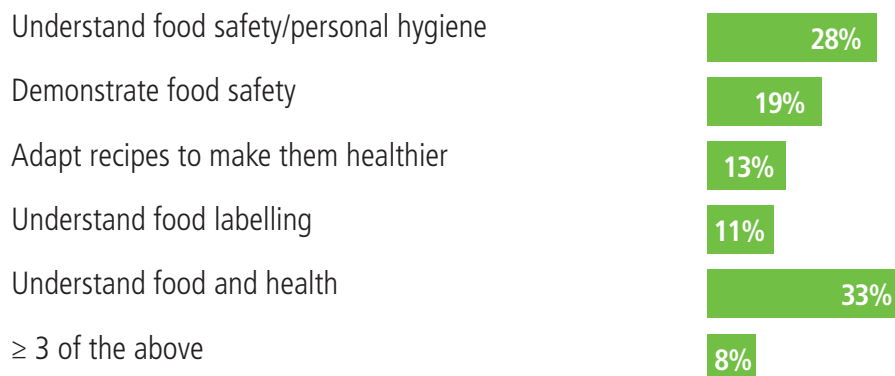 Understand food safety/personal hygiene 28%
Demonstrate food safety 19%
Adapt recipes to make them healthier 13%
Understand food labelling 11%
Understand food and health 33%
≥ 3 of the above 8%